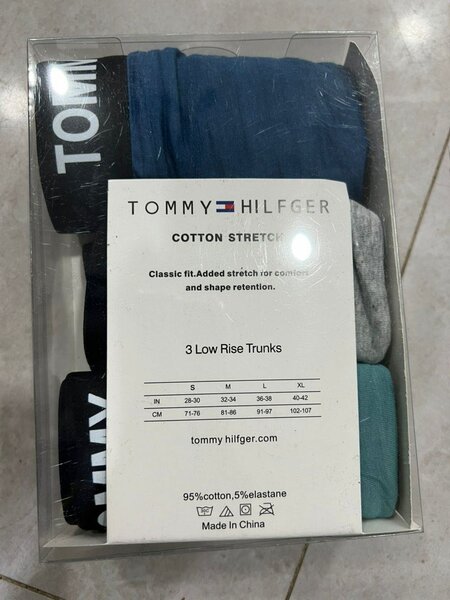 TOMM
TOMMY HILFGER
COTTON STRETCH
Classic fit.Added stretch for comfort
and shape retention.
3 Low Rise Trunks
S M L XL
IN 28-30 32-34 36-38 40-42
CM 71-76 81-86 91-97 102-107
tommy hilfger.com
OMMY
95%cotton,5%elastane
Made In China